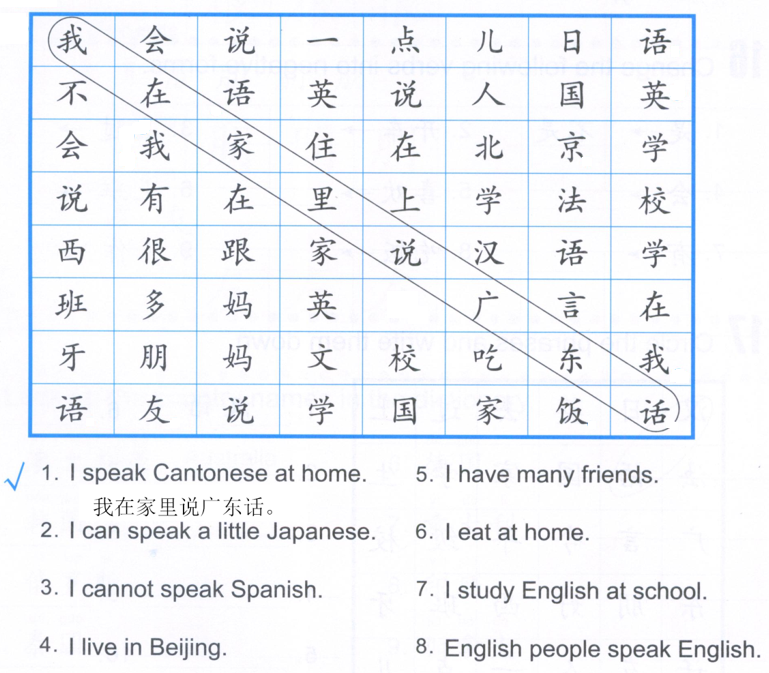 我 会 说 一 点 儿 日 语
不 在 语 英 说 人 国 英
会 我 家 住 在 北 京 学
说 有 在 里 上 学 法 校
西 很 跟 家 说 汉 语 学
班 多 妈 英 广 言 在
牙 朋 妈 文 校 吃 东 我
语 友 说 学 国 家 饭 话
√ 1. I speak Cantonese at home.
我在家里说广东话。
2. I can speak a little Japanese.
3. I cannot speak Spanish.
4. I live in Beijing.
5. I have many friends.
6. I eat at home.
7. I study English at school.
8. English people speak English.